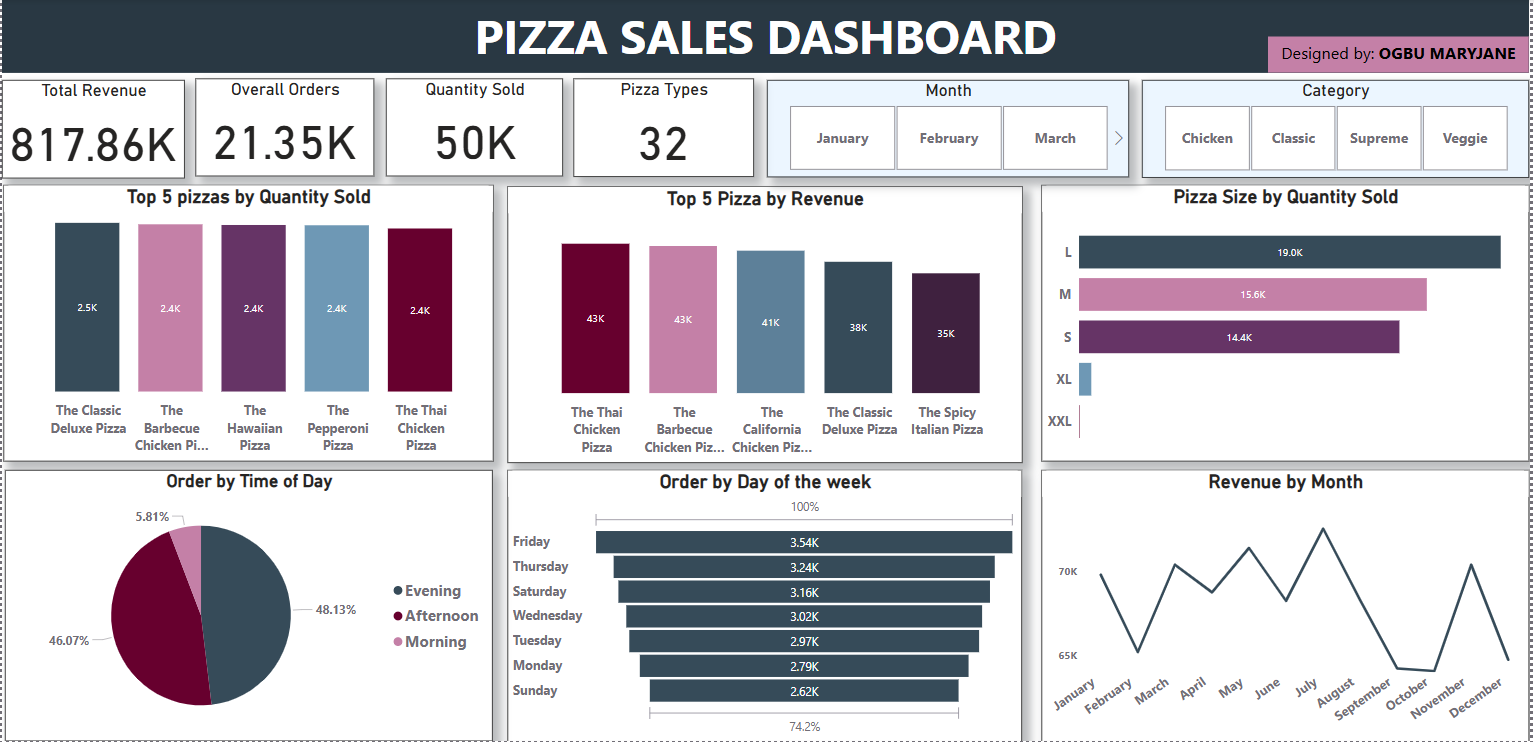 PIZZA SALES DASHBOARD
Designed by: OGBU MARYJANE
Total Revenue
817.86K
Overall Orders
21.35K
Quantity Sold
50K
Pizza Types
32
Month
January
February
March
Category
Chicken
Classic
Supreme
Veggie
Top 5 pizzas by Quantity Sold
2.5K
2.4K
2.4K
2.4K
2.4K
The Classic
Deluxe Pizza
The
Barbecue
Chicken Pi...
The
Hawaiian
Pizza
The
Pepperoni
Pizza
The Thai
Chicken
Pizza
Top 5 Pizza by Revenue
43K
43K
41K
38K
35K
The Thai
Chicken
Pizza
The
Barbecue
Chicken Piz...
The
California
Chicken Piz...
The Classic
Deluxe Pizza
The Spicy
Italian Pizza
Pizza Size by Quantity Sold
L
19.0K
M
15.6K
S
14.4K
XL
XXL
Order by Time of Day
5.81%
48.13%
46.07%
Evening
Afternoon
Morning
Order by Day of the week
100%
Friday
3.54K
Thursday
3.24K
Saturday
3.16K
Wednesday
3.02K
Tuesday
2.97K
Monday
2.79K
Sunday
2.62K
74.2%
Revenue by Month
70K
65K
January
February
March
April
May
June
July
August
September
October
November
December